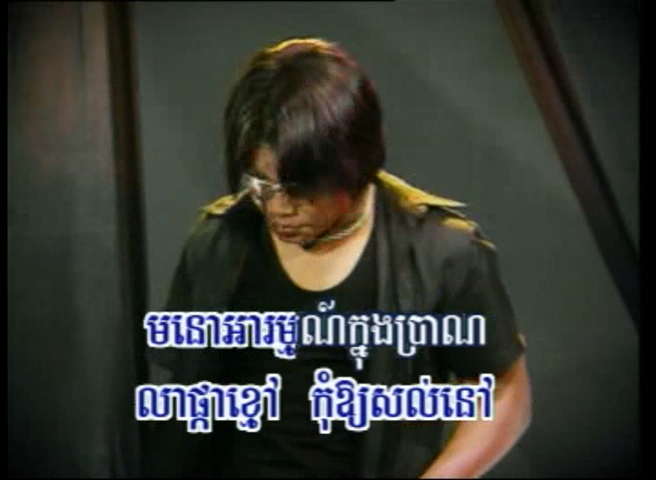 មនោអារម្មណ៍ក្នុងប្រាណ
លាផ្កាខ្មៅ កុំឱ្យសល់នៅ